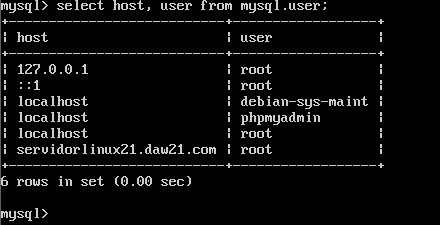 mysql> select host, user from mysql.user;
+-------------------------+------------------+
¦ host                    ¦ user             ¦
+-------------------------+------------------+
¦ 127.0.0.1               ¦ root             ¦
¦ ::1                     ¦ root             ¦
¦ localhost               ¦ debian-sys-maint ¦
¦ localhost               ¦ phpmyadmin       ¦
¦ localhost               ¦ root             ¦
¦ servidorlinux21.daw21.com ¦ root             ¦
+-------------------------+------------------+
6 rows in set (0.00 sec)
mysql>